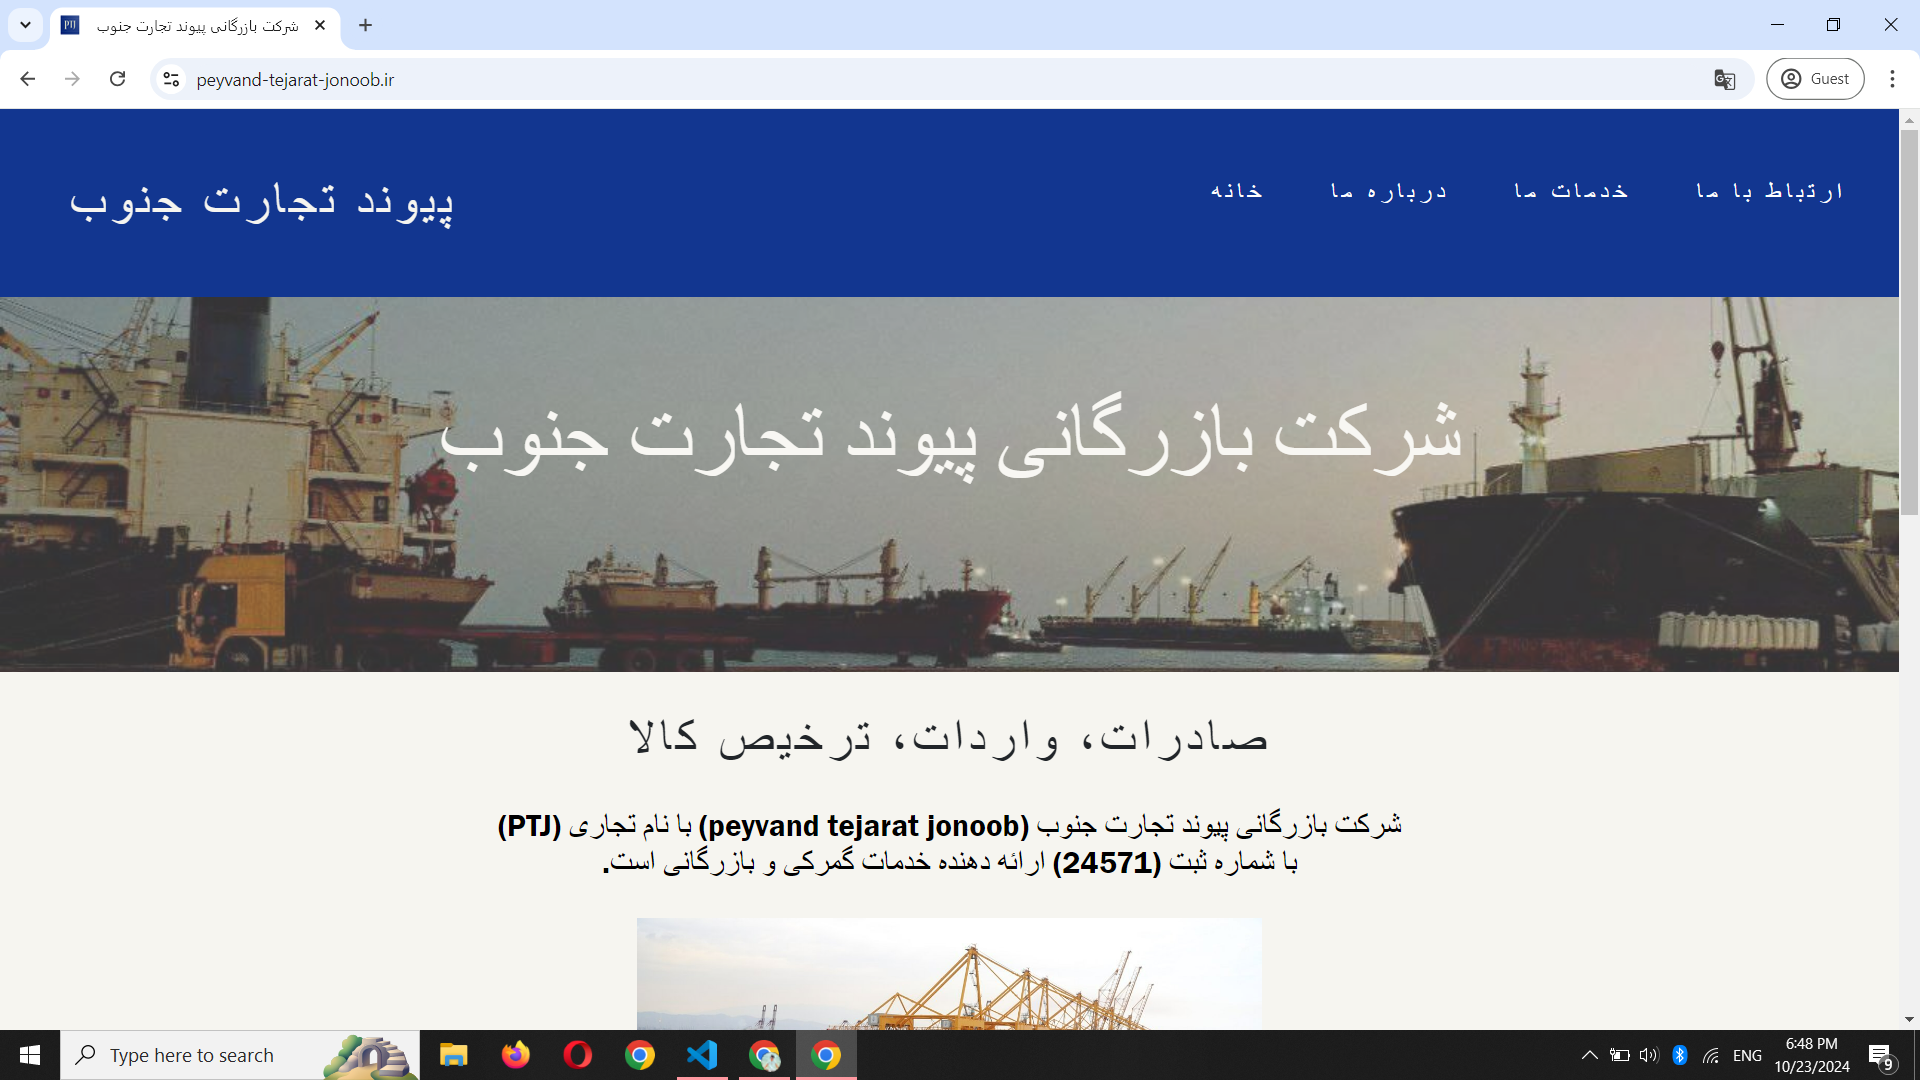 شرکت بازرگانی پیوند تجارت جنوب
peyvand-tejarat-jonoob.ir
Guest
پیوند تجارت جنوب
خانه
درباره ما
خدمات ما
ارتباط با ما
شرکت بازرگانی پیوند تجارت جنوب
صادرات، واردات، ترخیص کالا
شرکت بازرگانی پیوند تجارت جنوب (peyvand tejarat jonoob) با نام تجاری (PTJ)
با شماره ثبت (24571) ارائه دهنده خدمات گمرکی و بازرگانی است.
Type here to search
ENG
6:48 PM
10/23/2024
9